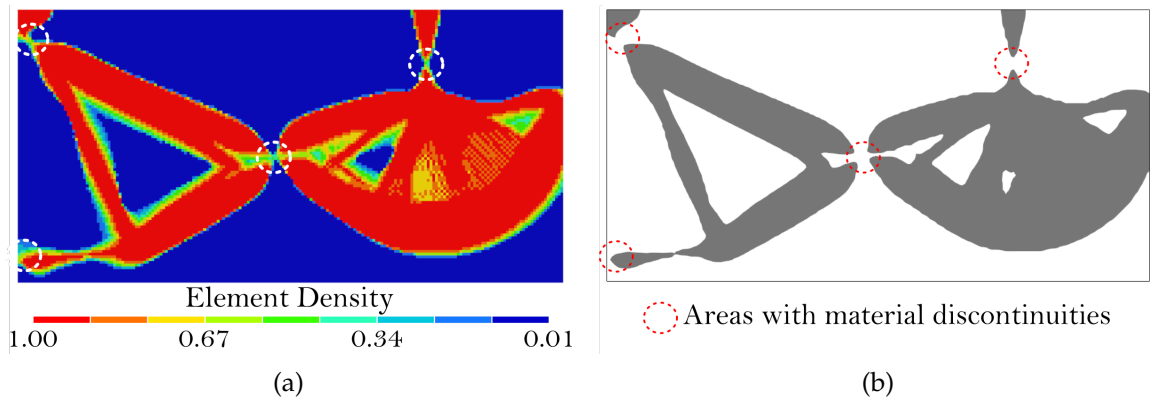 Element Density
1.00 0.67 0.34 0.01
Areas with material discontinuities
(a)
(b)